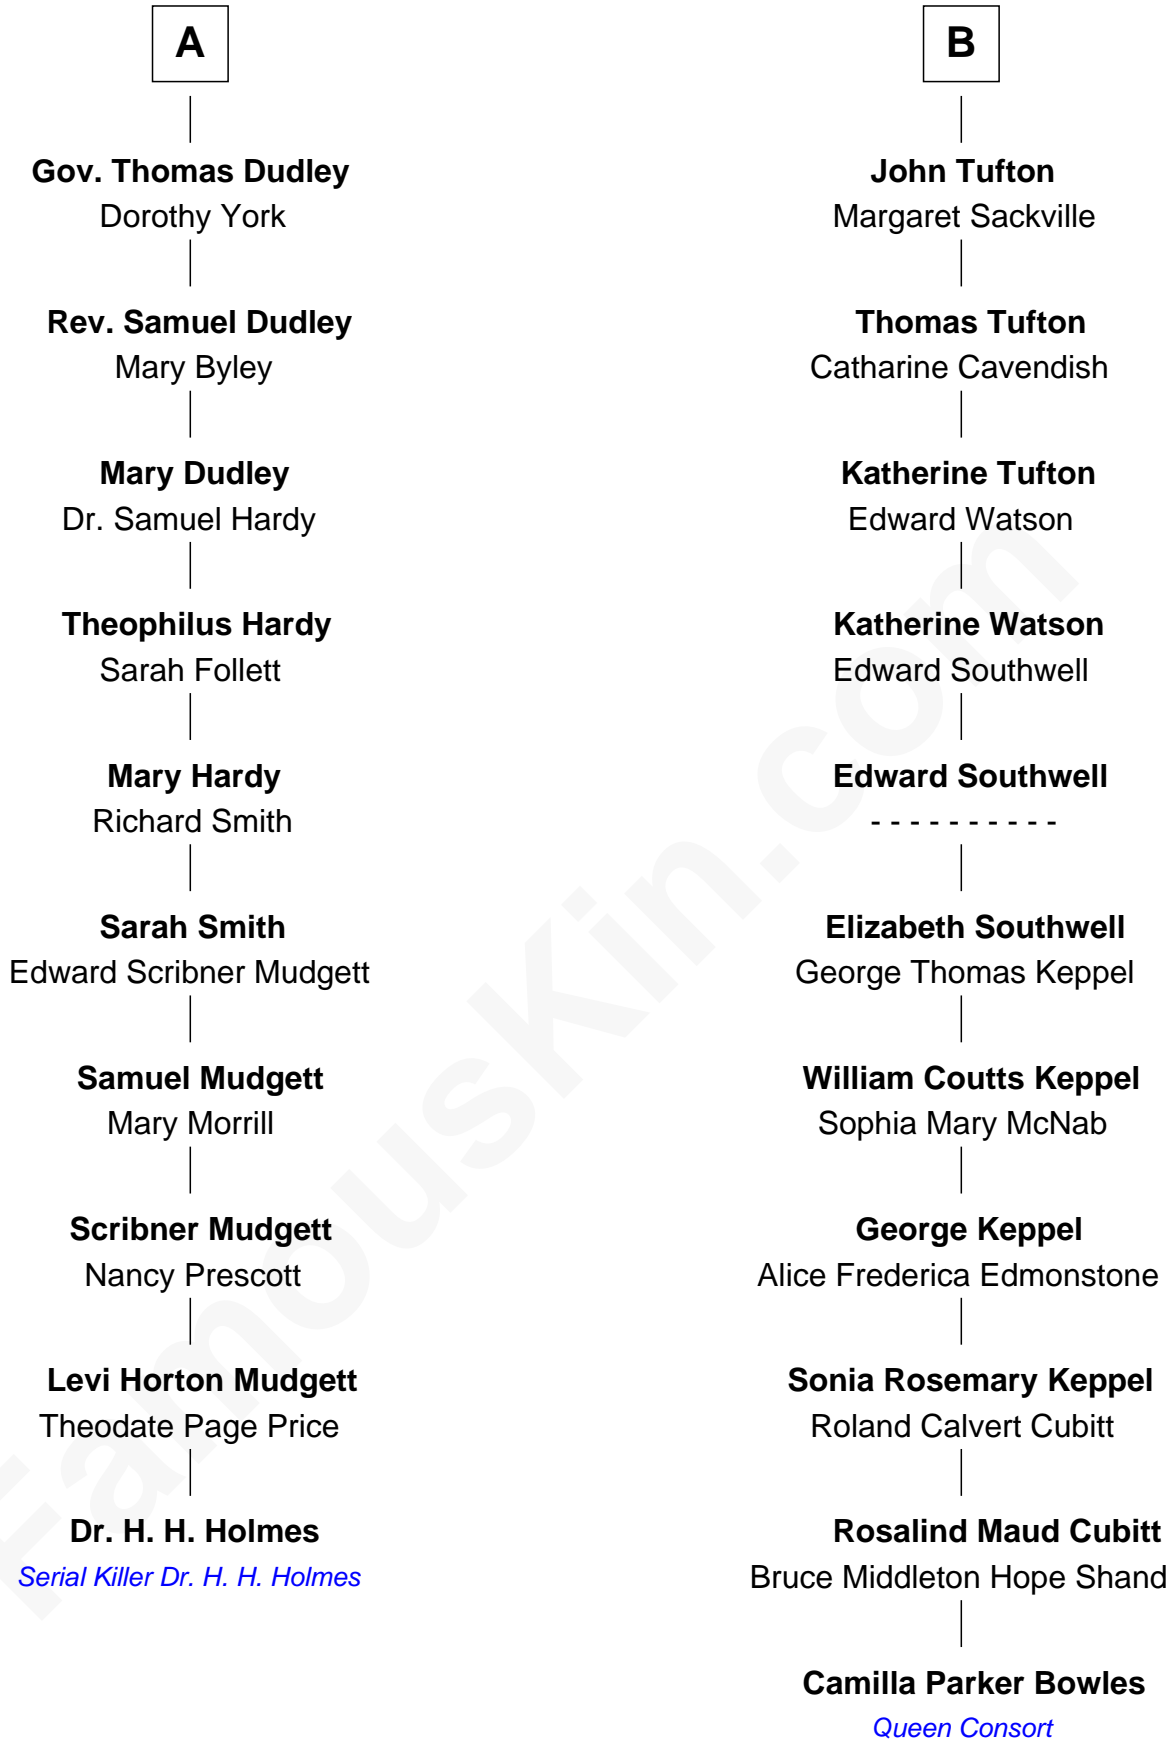 A
Gov. Thomas Dudley
Dorothy York
Rev. Samuel Dudley
Mary Byley
Mary Dudley
Dr. Samuel Hardy
Theophilus Hardy
Sarah Follett
Mary Hardy
Richard Smith
Sarah Smith
Edward Scribner Mudgett
Samuel Mudgett
Mary Morrill
Scribner Mudgett
Nancy Prescott
Levi Horton Mudgett
Theodate Page Price
Dr. H. H. Holmes
Serial Killer Dr. H. H. Holmes
B
John Tufton
Margaret Sackville
Thomas Tufton
Catharine Cavendish
Katherine Tufton
Edward Watson
Katherine Watson
Edward Southwell
Edward Southwell
- - - - - - - - - -
Elizabeth Southwell
George Thomas Keppel
William Coutts Keppel
Sophia Mary McNab
George Keppel
Alice Frederica Edmonstone
Sonia Rosemary Keppel
Roland Calvert Cubitt
Rosalind Maud Cubitt
Bruce Middleton Hope Shand
Camilla Parker Bowles
Queen Consort
FamousKin.com